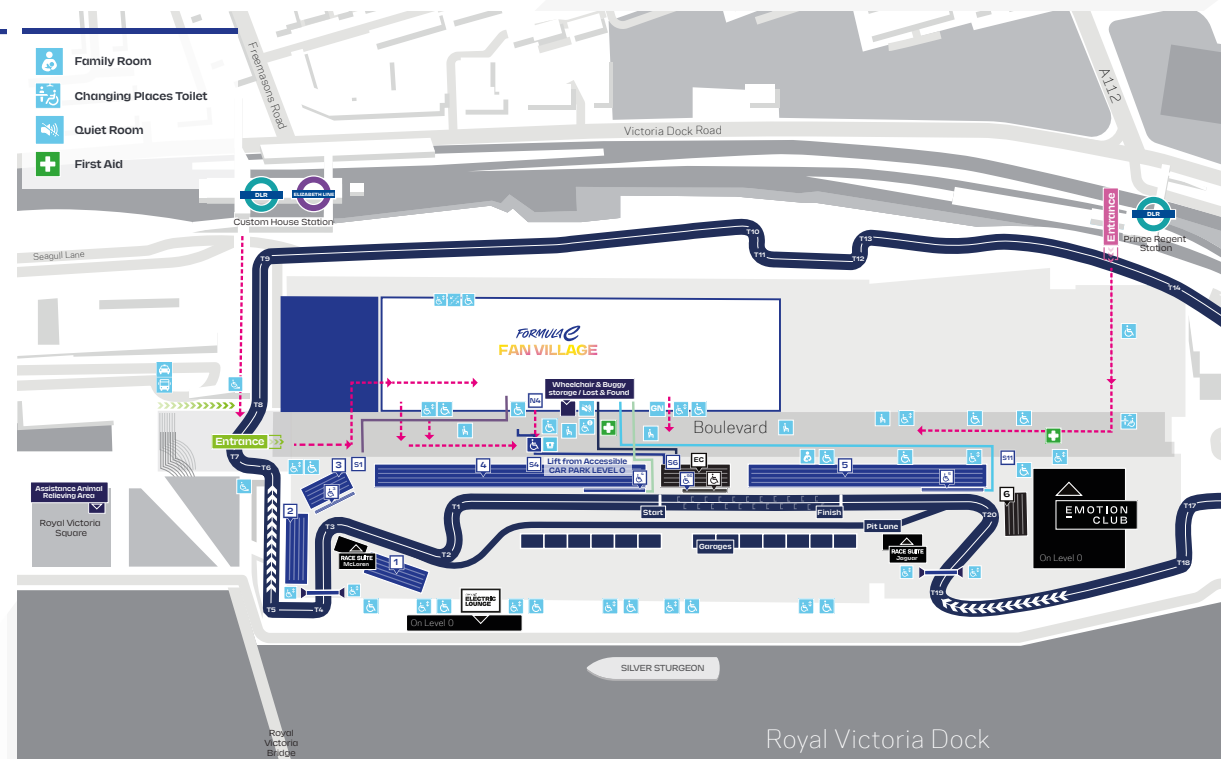 Family Room
Changing Places Toilet
Quiet Room
First Aid
Freemasons Road
Victoria Dock Road
A112
DLR
ELIZABETH LINE
Custom House Station
Entrance
DLR
Prince Regent
Station
Seagull Lane
T9
T10
T11
T12
T13
T14
FORMULA E
FAN VILLAGE
Wheelchair & Buggy
storage / Lost & Found
N4
GN
T8
Entrance
Boulevard
T7
T6
3
S1
4
S4
Lift from Accessible
CAR PARK LEVEL 0
S6
EC
5
S11
6
Assistance Animal
Relieving Area
Royal Victoria
Square
2
T3
T1
T2
Start
Finish
Pit Lane
Garages
T20
EMOTION
CLUB
On Level 0
T17
T18
RACE SUITE
McLaren
1
RACE SUITE
Jaguar
T5
T4
T19
ELECTRIC
LOUNGE
On Level 0
SILVER STURGEON
Royal
Victoria
Bridge
Royal Victoria Dock